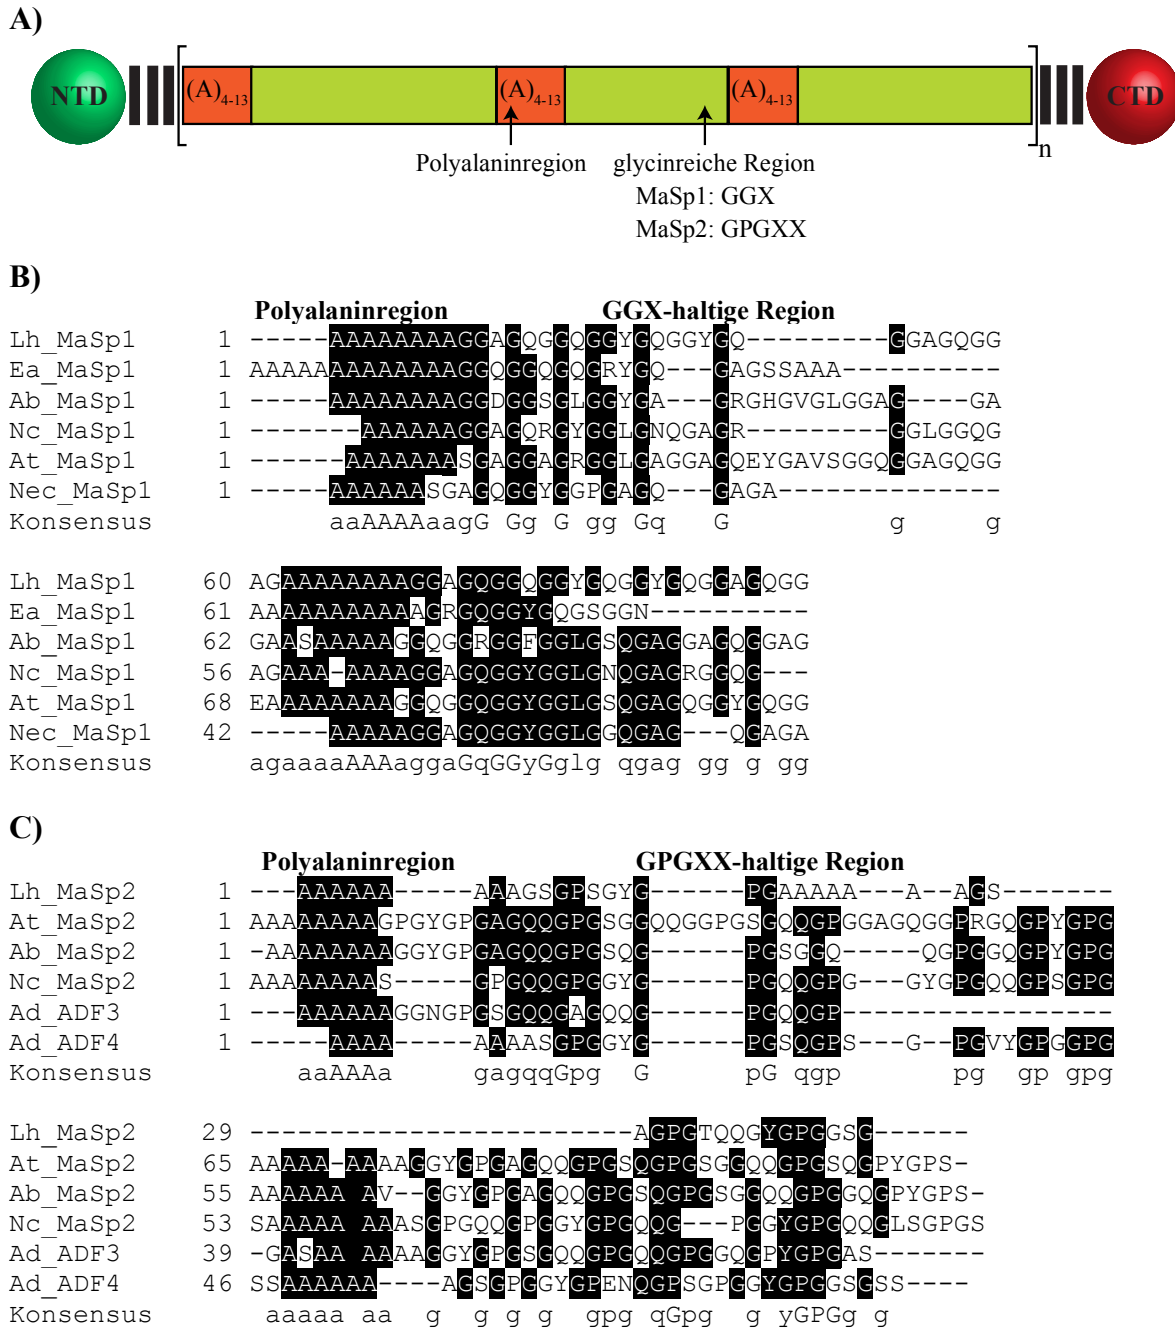 A)
NTD (A)4-13 (A)4-13 (A)4-13 CTD
n
Polyalaninregion glycinreiche Region
MaSp1: GGX
MaSp2: GPGXX
B)
Polyalaninregion GGX-haltige Region
Lh_MaSp1 1 -----AAAAAAAAGGAGQGGQGGYGQGGYGQ---------GGAGQGG
Ea_MaSp1 1 AAAAAAAAAAAAAGGQGGQGQGRYGQ---GAGSSAAA----------
Ab_MaSp1 1 -----AAAAAAAAGGDGGSGLGGYGA---GRGHGVGLGGAG----GA
Nc_MaSp1 1 -------AAAAAAGGAGQRGYGGLGNQGAGR---------GGLGGQG
At_MaSp1 1 ------AAAAAAASGAGGAGRGGLGAGGAGQEYGAVSGGQGGAGQGG
Nec_MaSp1 1 -----AAAAAASGAGQGGYGGPGAGQ---GAGA--------------
Konsensus aaAAAAaagG Gg G gg Gq G g g
Lh_MaSp1 60 AGAAAAAAAAGGAGQGGQGGYGQGGYGQGGAGQGG
Ea_MaSp1 61 AAAAAAAAAAAGRGQGGYGQGSGGN----------
Ab_MaSp1 62 GAASAAAAAGGQGGRGGFGGLGSQGAGGAGQGGAG
Nc_MaSp1 56 AGAAA-AAAAGGAGQGGYGGLGNQGAGRGGQG---
At_MaSp1 68 EAAAAAAAAGGQGGQGGYGGLGSQGAGQGGYGQGG
Nec_MaSp1 42 -----AAAAAGGAGQGGYGGLGGQGAG---QGAGA
Konsensus agaaaaAAAaggaGqGGyGglg qgag gg g gg
C)
Polyalaninregion GPGXX-haltige Region
Lh_MaSp2 1 ---AAAAAA-----AAAGSGPSGYG------PGAAAAA---A--AGS-------
At_MaSp2 1 AAAAAAAAGPGYGPGAGQQGPGSGGQQGGPGSGQQGPGGAGQGGPRGQGPYGPG
Ab_MaSp2 1 -AAAAAAAAGGYGPGAGQQGPGSQG------PGSGGQ-----QGPGGQGPYGPG
Nc_MaSp2 1 AAAAAAAAS-----GPGQQGPGGYG------PGQQGPG---GYGPGQQGPSGPG
Ad_ADF3 1 ---AAAAAAGGNGPGSGQQGAGQQG------PGQQGP-----------------
Ad_ADF4 1 -----AAAA-----AAAASGPGGYG------PGSQGPS---G--PGVYGPGGPG
Konsensus aaAAAa gagqqGpg G pG qgp pg gp gpg
Lh_MaSp2 29 ------------------------AGPGTQQGYGPGGSG------
At_MaSp2 65 AAAAA-AAAAGGYGPGAGQQGPGSQGPGSGGQQGPGSQGPYGPS-
Ab_MaSp2 55 AAAAAA AV--GGYGPGAGQQGPGSQGPGSGGQQGPGGQGPYGPS-
Nc_MaSp2 53 SAAAAA AAASGPGQQGPGGYGPGQQG---PGGYGPGQQGLSGPGS
Ad_ADF3 39 -GASAA AAAAGGYGPGSGQQGPGQQGPGGQGPYGPGAS-------
Ad_ADF4 46 SSAAAAAA----AGSGPGGYGPENQGPSGPGGYGPGGSGSS----
Konsensus aaaaa aa g g g g gpg qGpg g yGPGg g